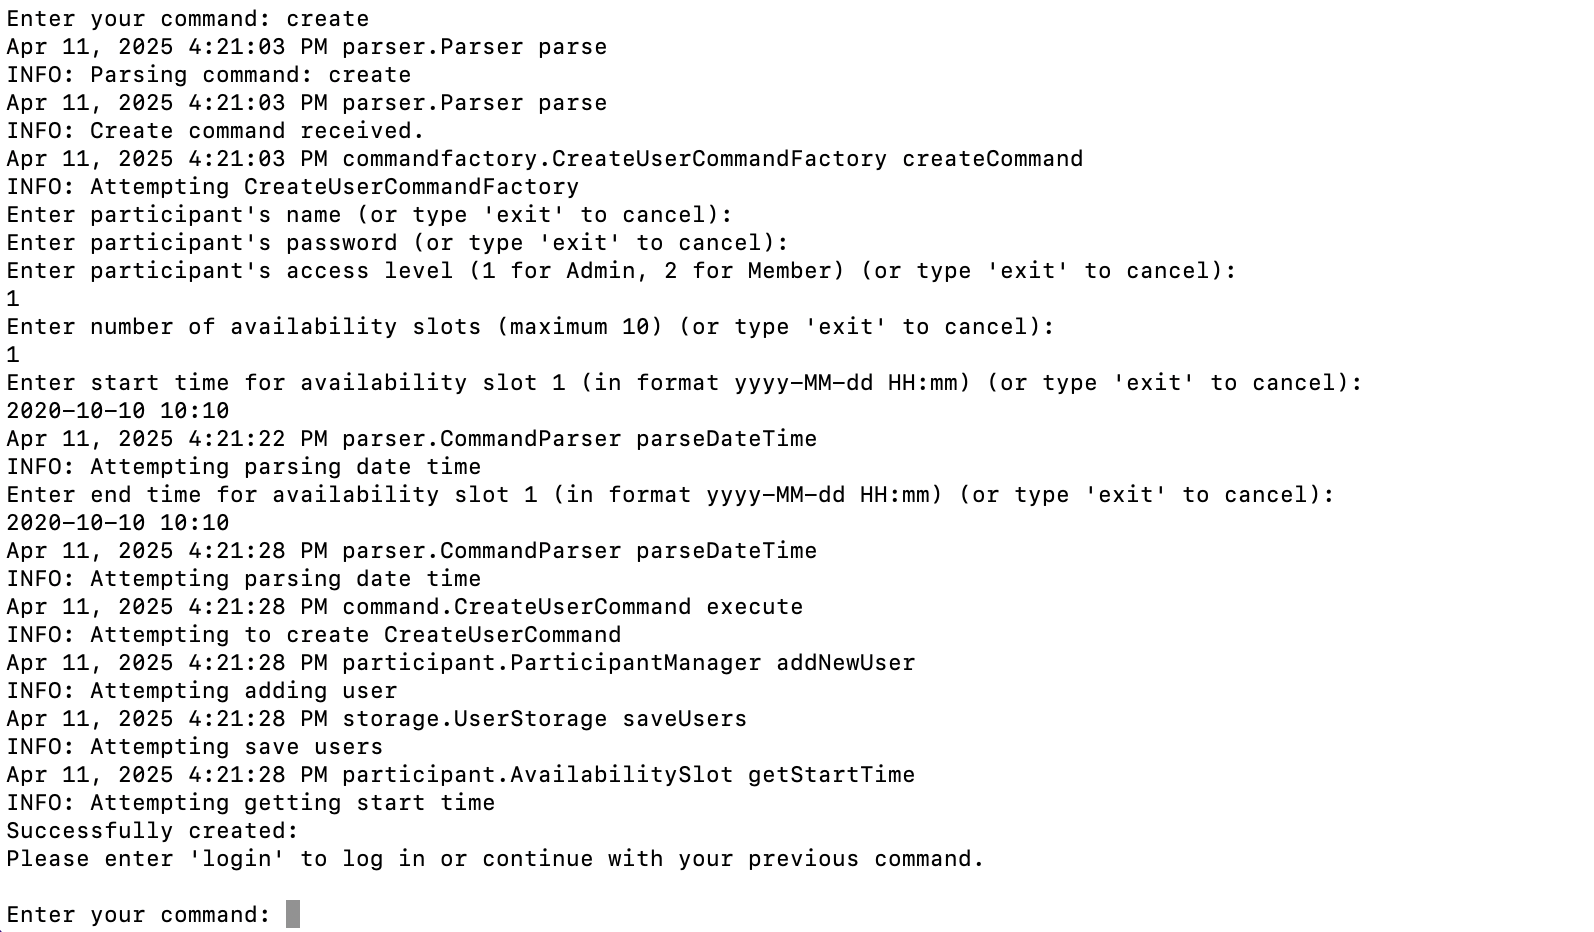 Enter your command: create
Apr 11, 2025 4:21:03 PM parser.Parser parse
INFO: Parsing command: create
Apr 11, 2025 4:21:03 PM parser.Parser parse
INFO: Create command received.
Apr 11, 2025 4:21:03 PM commandfactory.CreateUserCommandFactory createCommand
INFO: Attempting CreateUserCommandFactory
Enter participant's name (or type 'exit' to cancel):
Enter participant's password (or type 'exit' to cancel):
Enter participant's access level (1 for Admin, 2 for Member) (or type 'exit' to cancel):
1
Enter number of availability slots (maximum 10) (or type 'exit' to cancel):
1
Enter start time for availability slot 1 (in format yyyy-MM-dd HH:mm) (or type 'exit' to cancel):
2020-10-10 10:10
Apr 11, 2025 4:21:22 PM parser.CommandParser parseDateTime
INFO: Attempting parsing date time
Enter end time for availability slot 1 (in format yyyy-MM-dd HH:mm) (or type 'exit' to cancel):
2020-10-10 10:10
Apr 11, 2025 4:21:28 PM parser.CommandParser parseDateTime
INFO: Attempting parsing date time
Apr 11, 2025 4:21:28 PM command.CreateUserCommand execute
INFO: Attempting to create CreateUserCommand
Apr 11, 2025 4:21:28 PM participant.ParticipantManager addNewUser
INFO: Attempting adding user
Apr 11, 2025 4:21:28 PM storage.UserStorage saveUsers
INFO: Attempting save users
Apr 11, 2025 4:21:28 PM participant.AvailabilitySlot getStartTime
INFO: Attempting getting start time
Successfully created:
Please enter 'login' to log in or continue with your previous command.
Enter your command: